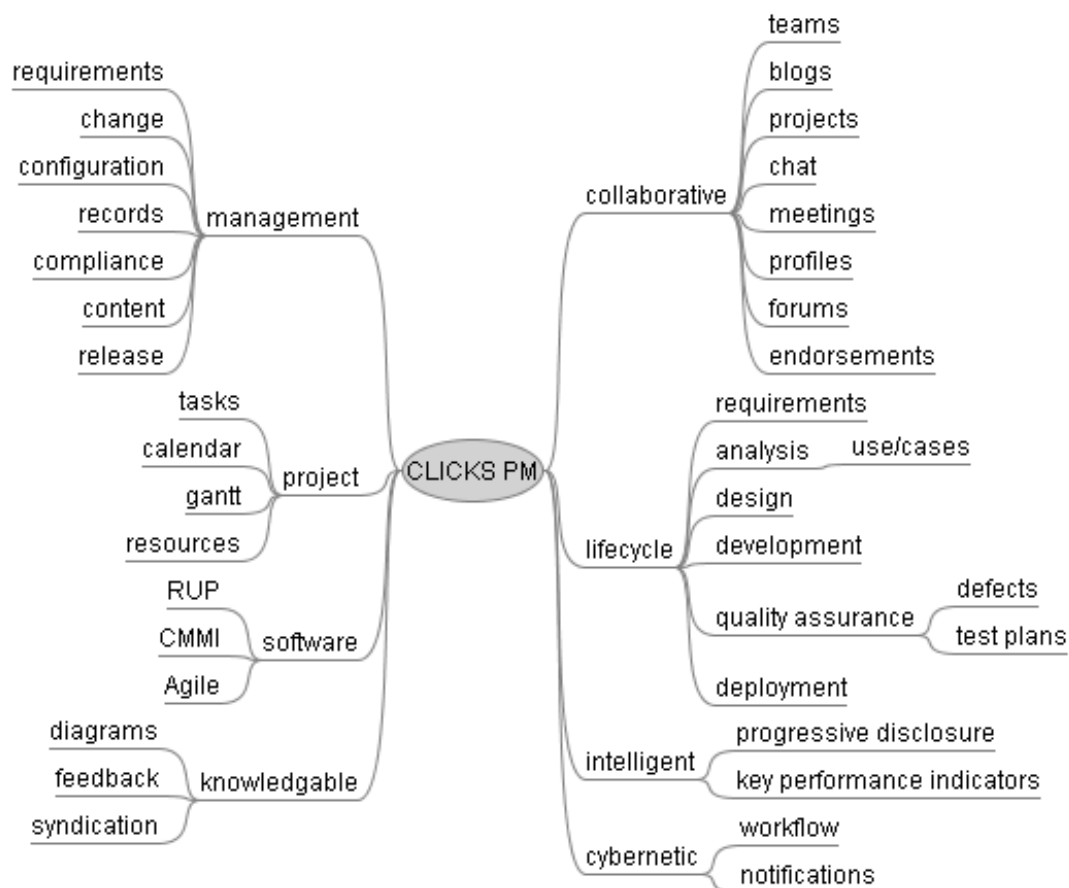 CLICKS PM
collaborative
teams
blogs
projects
chat
meetings
profiles
forums
endorsements
lifecycle
requirements
analysis
use/cases
design
development
quality assurance
defects
test plans
deployment
intelligent
progressive disclosure
key performance indicators
cybernetic
workflow
notifications
management
requirements
change
configuration
records
compliance
content
release
project
tasks
calendar
gantt
resources
software
RUP
CMMI
Agile
knowledgable
diagrams
feedback
syndication